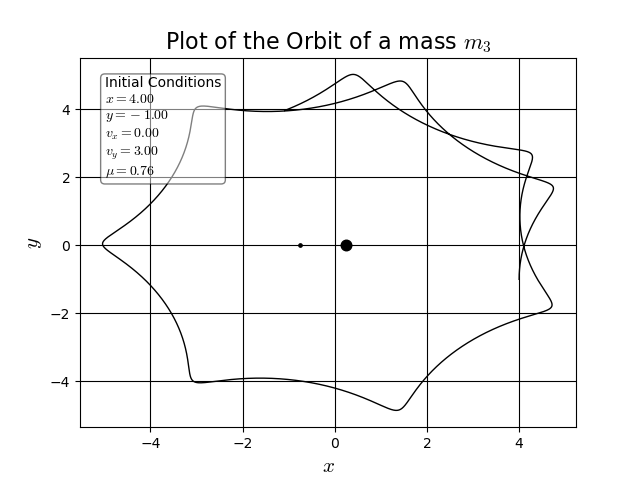 Plot of the Orbit of a mass m₃
Initial Conditions
x = 4.00
y = − 1.00
vₓ = 0.00
v_y = 3.00
μ = 0.76
4
2
0
−2
−4
y
−4 −2 0 2 4
x